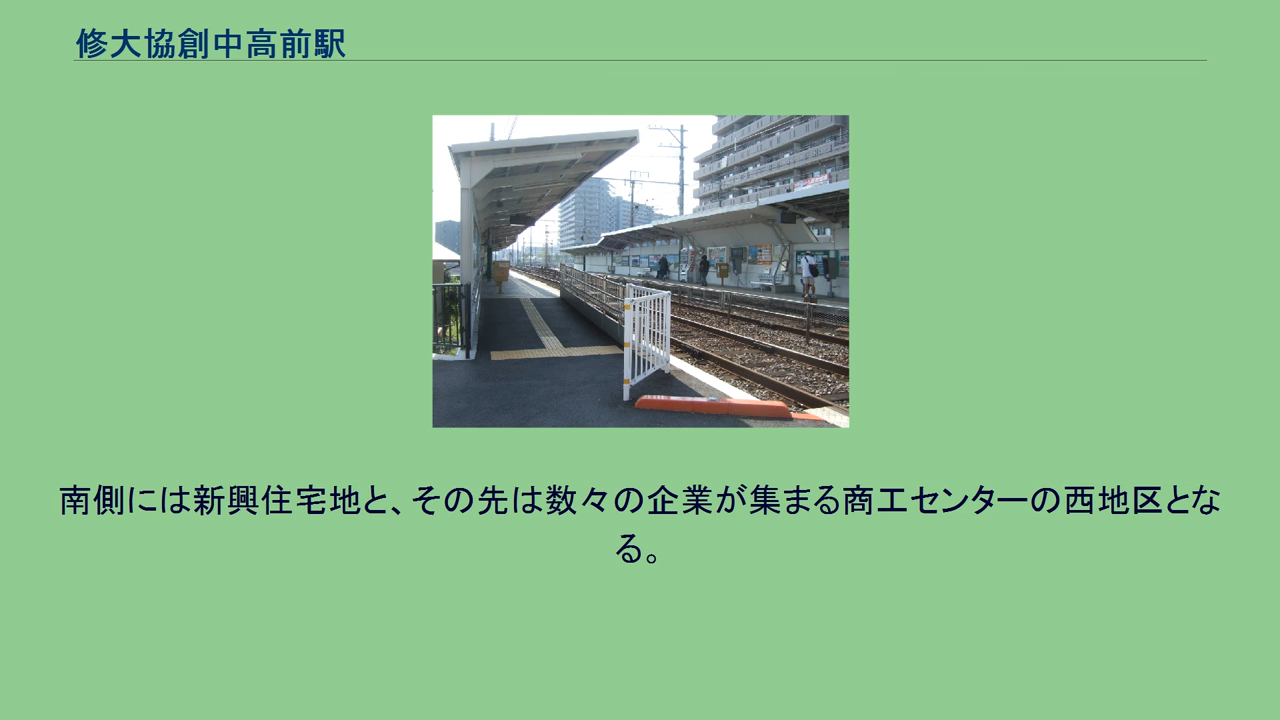 修大協創中高前駅
南側には新興住宅地と、その先は数々の企業が集まる商工センターの西地区とな
る。